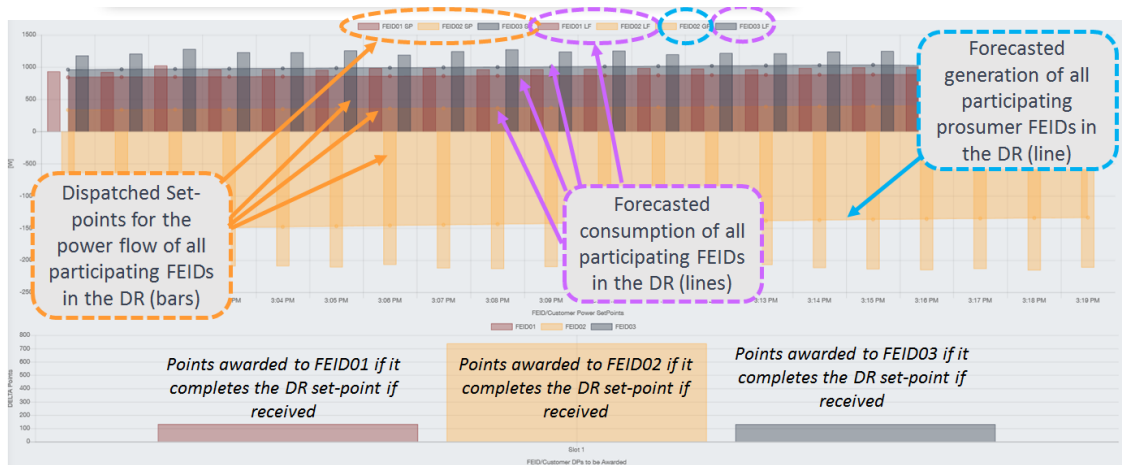 FEID01 SP FEID02 SP FEID03 FEID01 LF FEID02 LF FEID02 GF FEID03 LF
1500
1000
500
0
-500
-100
-150
-200
-250
[W]
Forecasted
generation of all
participating
prosumer FEIDs in
the DR (line)
Dispatched Set-
points for the
power flow of all
participating FEIDs
in the DR (bars)
Forecasted
consumption of all
participating FEIDs
in the DR (lines)
PM 3:04 PM 3:05 PM 3:06 PM 3:07 PM 3:08 PM 3:09 PM 3:13 PM 3:14 PM 3:15 PM 3:16 PM 3:17 PM 3:18 PM 3:19 PM
FEID/Customer Power SetPoints
FEID01 FEID02 FEID03
800
700
600
500
400
300
200
100
0
DELTA Points
Points awarded to FEID01 if it
completes the DR set-point if
received
Points awarded to FEID02 if it
completes the DR set-point if
received
Points awarded to FEID03 if it
completes the DR set-point if
received
Slot 1
FEID/Customer DPs to be Awarded